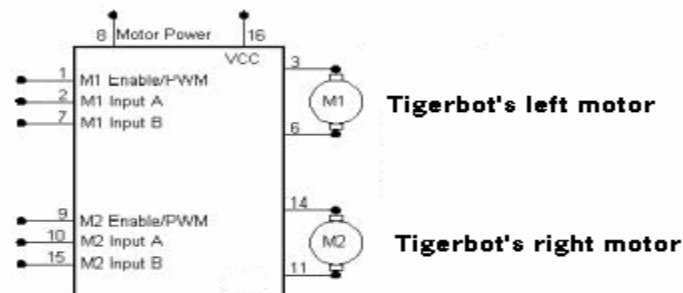 8 Motor Power 16
VCC
1 M1 Enable/PWM
2 M1 Input A
7 M1 Input B
3
M1
6
Tigerbot's left motor
9 M2 Enable/PWM
10 M2 Input A
15 M2 Input B
14
M2
11
Tigerbot's right motor